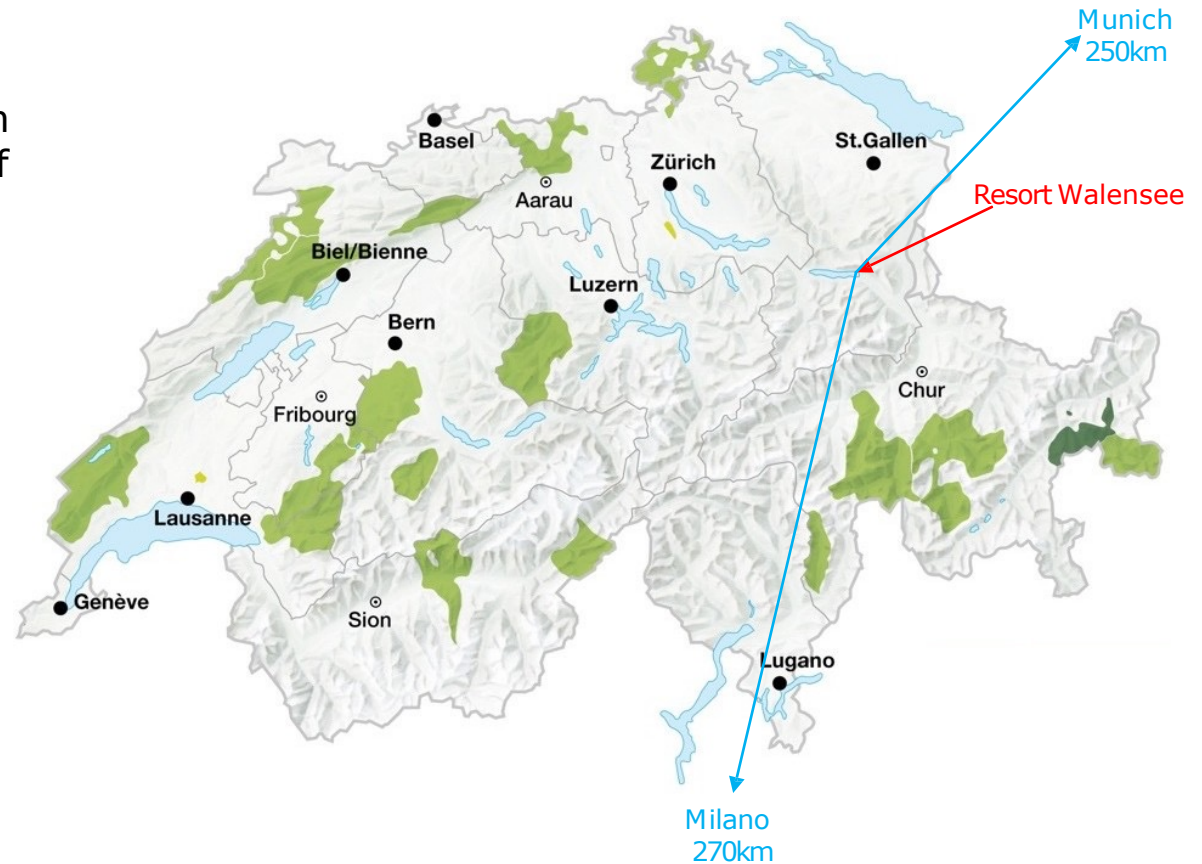 Munich
250km
n
f
Basel
St.Gallen
Zürich
Resort Walensee
Aarau
Biel/Bienne
Luzern
Bern
Chur
Fribourg
Lausanne
Genève
Sion
Lugano
Milano
270km